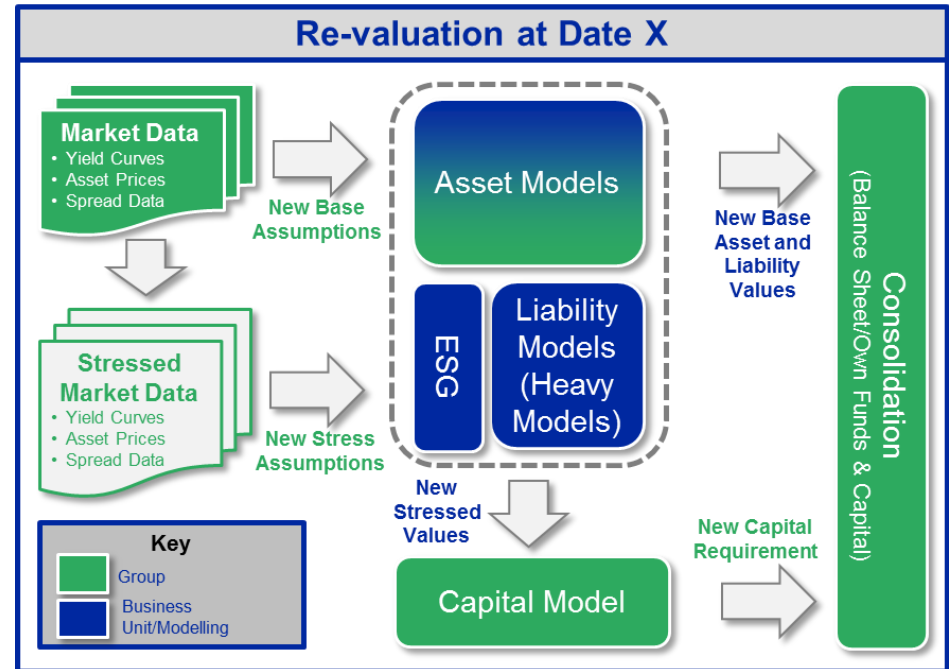 Re-valuation at Date X
Market Data
• Yield Curves
• Asset Prices
• Spread Data
New Base
Assumptions
Asset Models
New Base
Asset and
Liability
Values
Stressed
Market Data
• Yield Curves
• Asset Prices
• Spread Data
New Stress
Assumptions
ESG
Liability
Models
(Heavy
Models)
New
Stressed
Values
Capital Model
New Capital
Requirement
Consolidation
(Balance Sheet/Own Funds & Capital)
Key
Group
Business
Unit/Modelling